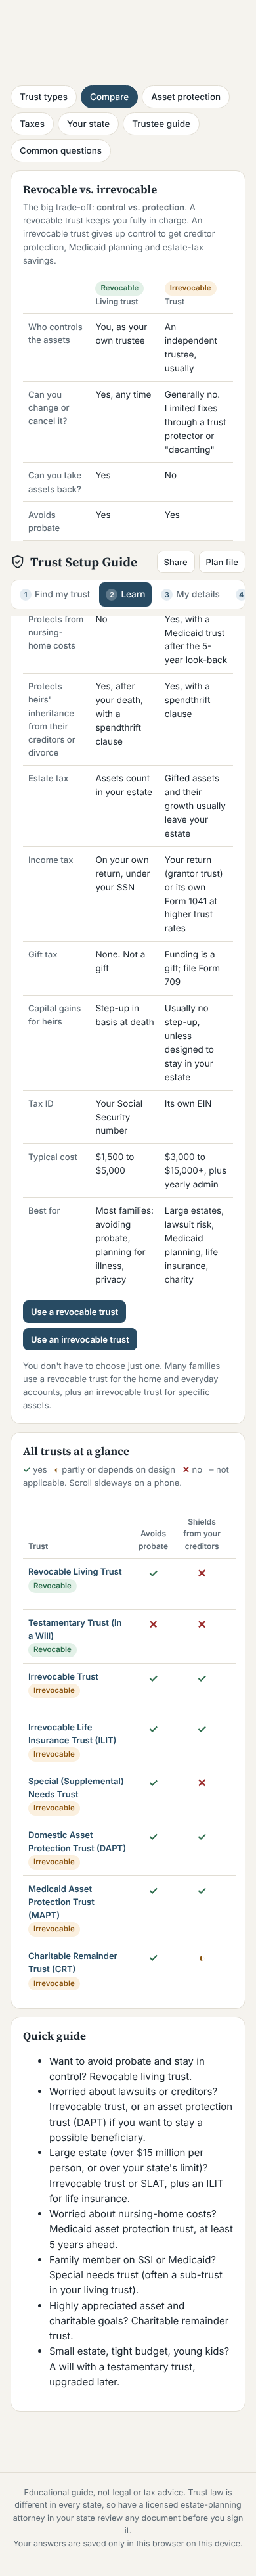 Trust types
Compare
Asset protection
Taxes
Your state
Trustee guide
Common questions
Revocable vs. irrevocable
The big trade-off: control vs. protection. A
revocable trust keeps you fully in charge. An
irrevocable trust gives up control to get creditor
protection, Medicaid planning and estate-tax
savings.
Revocable
Living trust
Irrevocable
Trust
Who controls
the assets
You, as your
own trustee
An
independent
trustee,
usually
Can you
change or
cancel it?
Yes, any time
Generally no.
Limited fixes
through a trust
protector or
"decanting"
Can you take
assets back?
Yes
No
Avoids
probate
Yes
Yes
Trust Setup Guide
Share
Plan file
1 Find my trust
2 Learn
3 My details
4
Protects from
nursing-
home costs
No
Yes, with a
Medicaid trust
after the 5-
year look-back
Protects
heirs'
inheritance
from their
creditors or
divorce
Yes, after
your death,
with a
spendthrift
clause
Yes, with a
spendthrift
clause
Estate tax
Assets count
in your estate
Gifted assets
and their
growth usually
leave your
estate
Income tax
On your own
return, under
your SSN
Your return
(grantor trust)
or its own
Form 1041 at
higher trust
rates
Gift tax
None. Not a
gift
Funding is a
gift; file Form
709
Capital gains
for heirs
Step-up in
basis at death
Usually no
step-up,
unless
designed to
stay in your
estate
Tax ID
Your Social
Security
number
Its own EIN
Typical cost
$1,500 to
$5,000
$3,000 to
$15,000+, plus
yearly admin
Best for
Most families:
avoiding
probate,
planning for
illness,
privacy
Large estates,
lawsuit risk,
Medicaid
planning, life
insurance,
charity
Use a revocable trust
Use an irrevocable trust
You don't have to choose just one. Many families
use a revocable trust for the home and everyday
accounts, plus an irrevocable trust for specific
assets.
All trusts at a glance
✓ yes ◖ partly or depends on design ✕ no – not
applicable. Scroll sideways on a phone.
Trust
Avoids
probate
Shields
from your
creditors
Revocable Living Trust
Revocable
✓ ✕
Testamentary Trust (in
a Will)
Revocable
✕ ✕
Irrevocable Trust
Irrevocable
✓ ✓
Irrevocable Life
Insurance Trust (ILIT)
Irrevocable
✓ ✓
Special (Supplemental)
Needs Trust
Irrevocable
✓ ✕
Domestic Asset
Protection Trust (DAPT)
Irrevocable
✓ ✓
Medicaid Asset
Protection Trust
(MAPT)
Irrevocable
✓ ✓
Charitable Remainder
Trust (CRT)
Irrevocable
✓ ◖
Quick guide
• Want to avoid probate and stay in
control? Revocable living trust.
• Worried about lawsuits or creditors?
Irrevocable trust, or an asset protection
trust (DAPT) if you want to stay a
possible beneficiary.
• Large estate (over $15 million per
person, or over your state's limit)?
Irrevocable trust or SLAT, plus an ILIT
for life insurance.
• Worried about nursing-home costs?
Medicaid asset protection trust, at least
5 years ahead.
• Family member on SSI or Medicaid?
Special needs trust (often a sub-trust
in your living trust).
• Highly appreciated asset and
charitable goals? Charitable remainder
trust.
• Small estate, tight budget, young kids?
A will with a testamentary trust,
upgraded later.
Educational guide, not legal or tax advice. Trust law is
different in every state, so have a licensed estate-planning
attorney in your state review any document before you sign
it.
Your answers are saved only in this browser on this device.